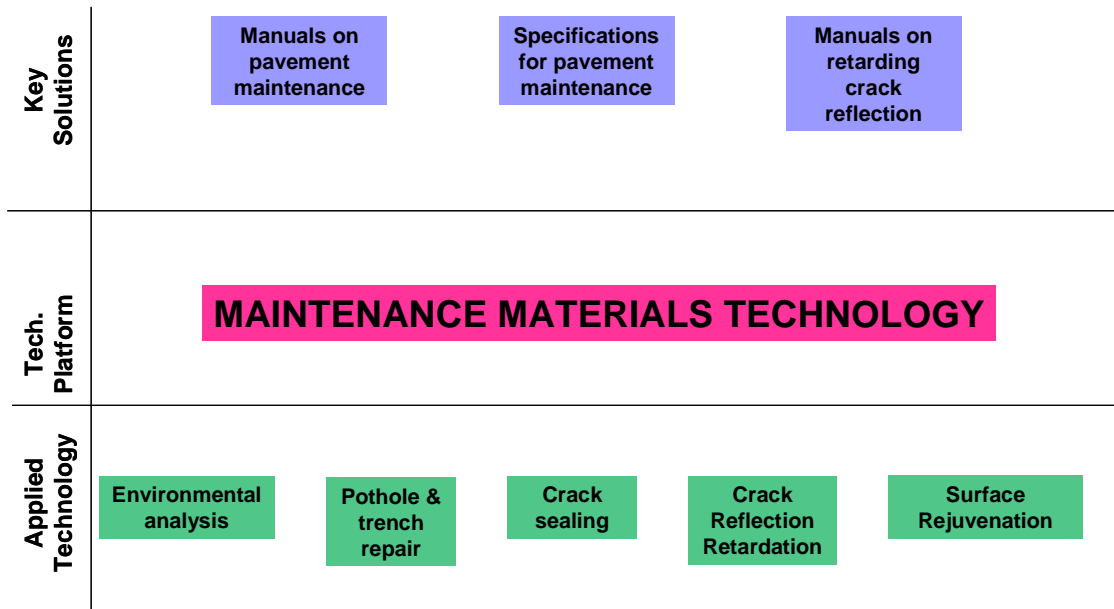 Key
Solutions
Manuals on
pavement
maintenance
Specifications
for pavement
maintenance
Manuals on
retarding
crack
reflection
Tech.
Platform
MAINTENANCE MATERIALS TECHNOLOGY
Applied
Technology
Environmental
analysis
Pothole &
trench
repair
Crack
sealing
Crack
Reflection
Retardation
Surface
Rejuvenation